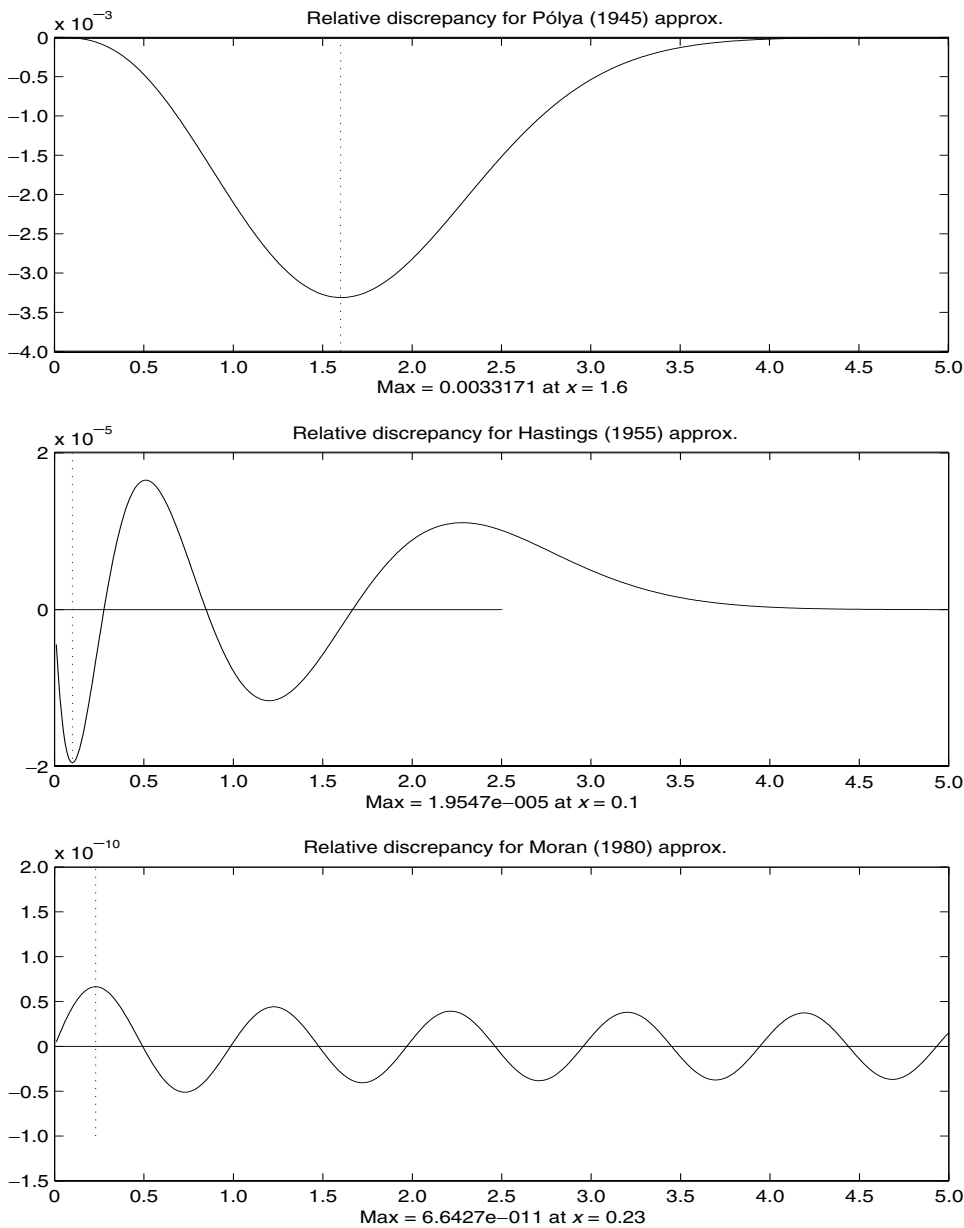 Relative discrepancy for Pólya (1945) approx.
x 10−3
0
−0.5
−1.0
−1.5
−2.0
−2.5
−3.0
−3.5
−4.0
0 0.5 1.0 1.5 2.0 2.5 3.0 3.5 4.0 4.5 5.0
Max = 0.0033171 at x = 1.6
Relative discrepancy for Hastings (1955) approx.
x 10−5
2
0
−2
0 0.5 1.0 1.5 2.0 2.5 3.0 3.5 4.0 4.5 5.0
Max = 1.9547e−005 at x = 0.1
Relative discrepancy for Moran (1980) approx.
x 10−10
2.0
1.5
1.0
0.5
0
−0.5
−1.0
−1.5
0 0.5 1.0 1.5 2.0 2.5 3.0 3.5 4.0 4.5 5.0
Max = 6.6427e−011 at x = 0.23